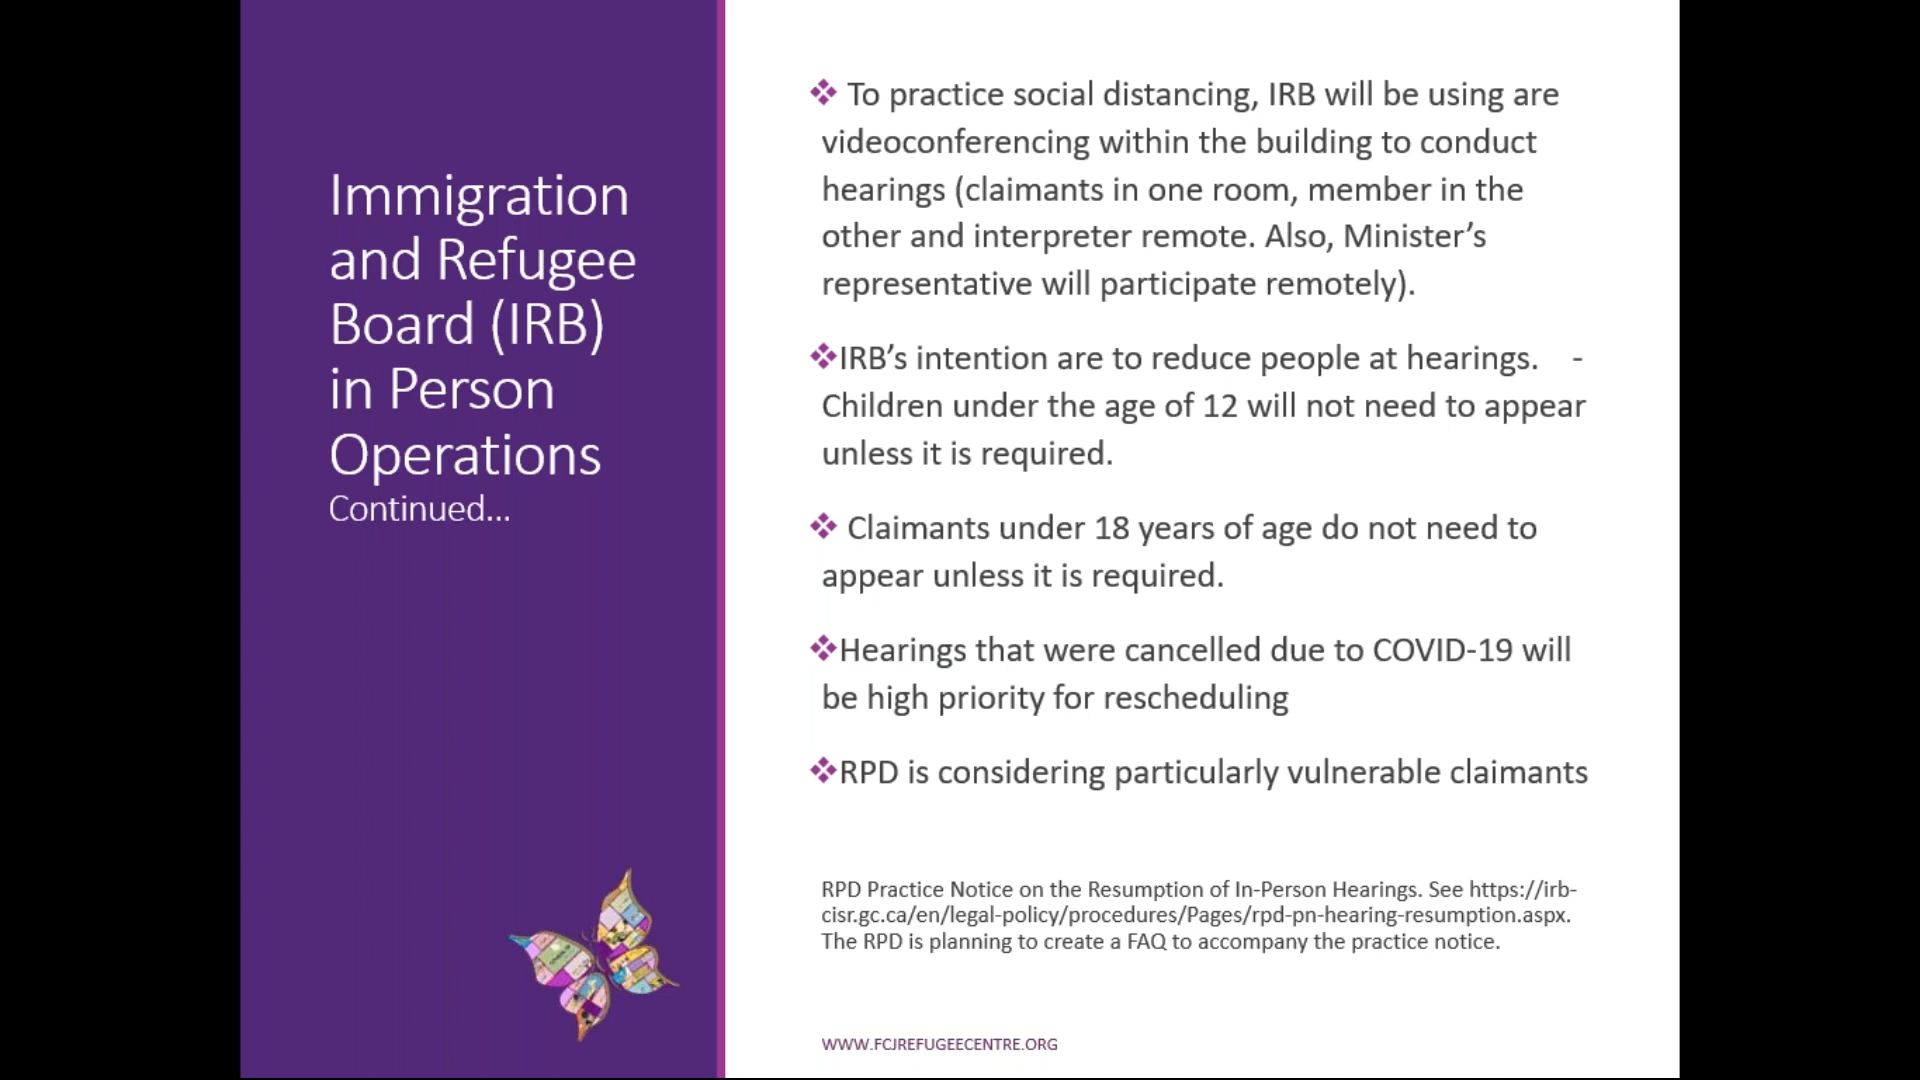 Immigration
and Refugee
Board (IRB)
in Person
Operations
Continued...
❖ To practice social distancing, IRB will be using are
videoconferencing within the building to conduct
hearings (claimants in one room, member in the
other and interpreter remote. Also, Minister’s
representative will participate remotely).
❖IRB’s intention are to reduce people at hearings. -
Children under the age of 12 will not need to appear
unless it is required.
❖ Claimants under 18 years of age do not need to
appear unless it is required.
❖Hearings that were cancelled due to COVID-19 will
be high priority for rescheduling
❖RPD is considering particularly vulnerable claimants
RPD Practice Notice on the Resumption of In-Person Hearings. See https://irb-
cisr.gc.ca/en/legal-policy/procedures/Pages/rpd-pn-hearing-resumption.aspx.
The RPD is planning to create a FAQ to accompany the practice notice.
WWW.FCJREFUGEECENTRE.ORG